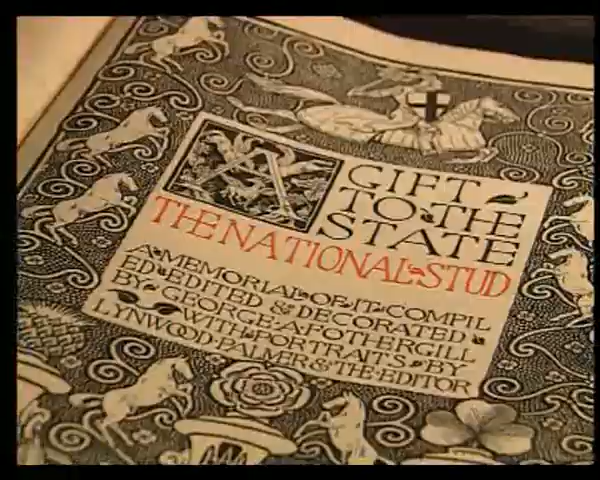 A GIFT
TO·THE
STATE
THE NATIONAL·STUD
A·MEMORIAL·OF·IT·COMPIL
ED·EDITED & DECORATED
BY·GEORGE·A·FOTHERGILL
WITH·PORTRAITS·BY
LYNWOOD·PALMER & THE·EDITOR